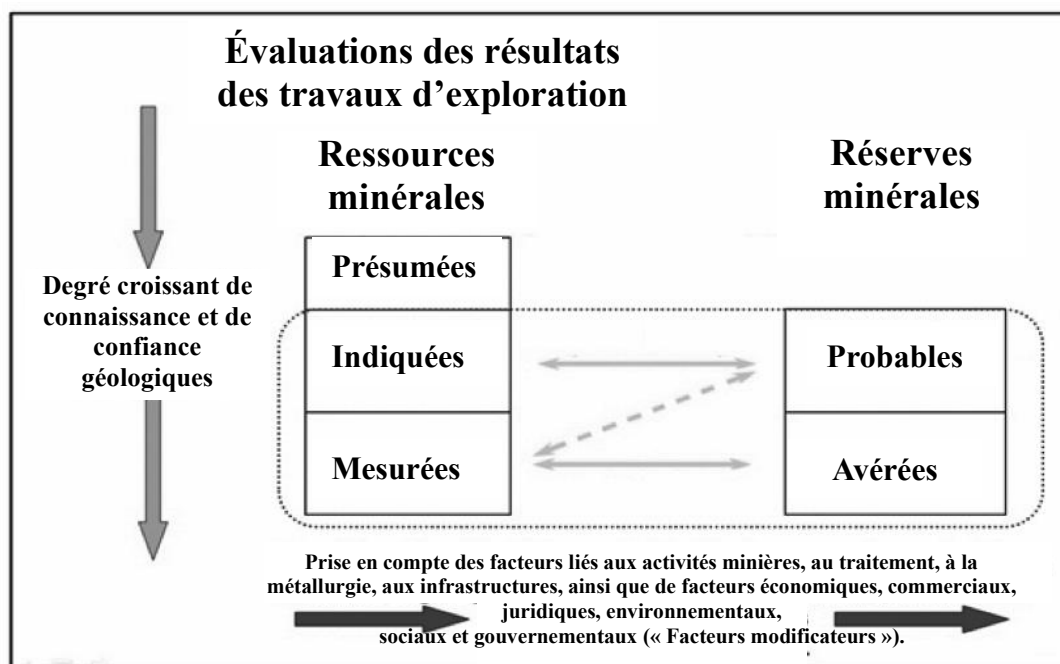 Évaluations des résultats
des travaux d’exploration
Ressources
minérales
Réserves
minérales
Présumées
Degré croissant de
connaissance et de
confiance
géologiques
Indiquées
Probables
Mesurées
Avérées
Prise en compte des facteurs liés aux activités minières, au traitement, à la
métallurgie, aux infrastructures, ainsi que de facteurs économiques, commerciaux,
juridiques, environnementaux,
sociaux et gouvernementaux (« Facteurs modificateurs »).